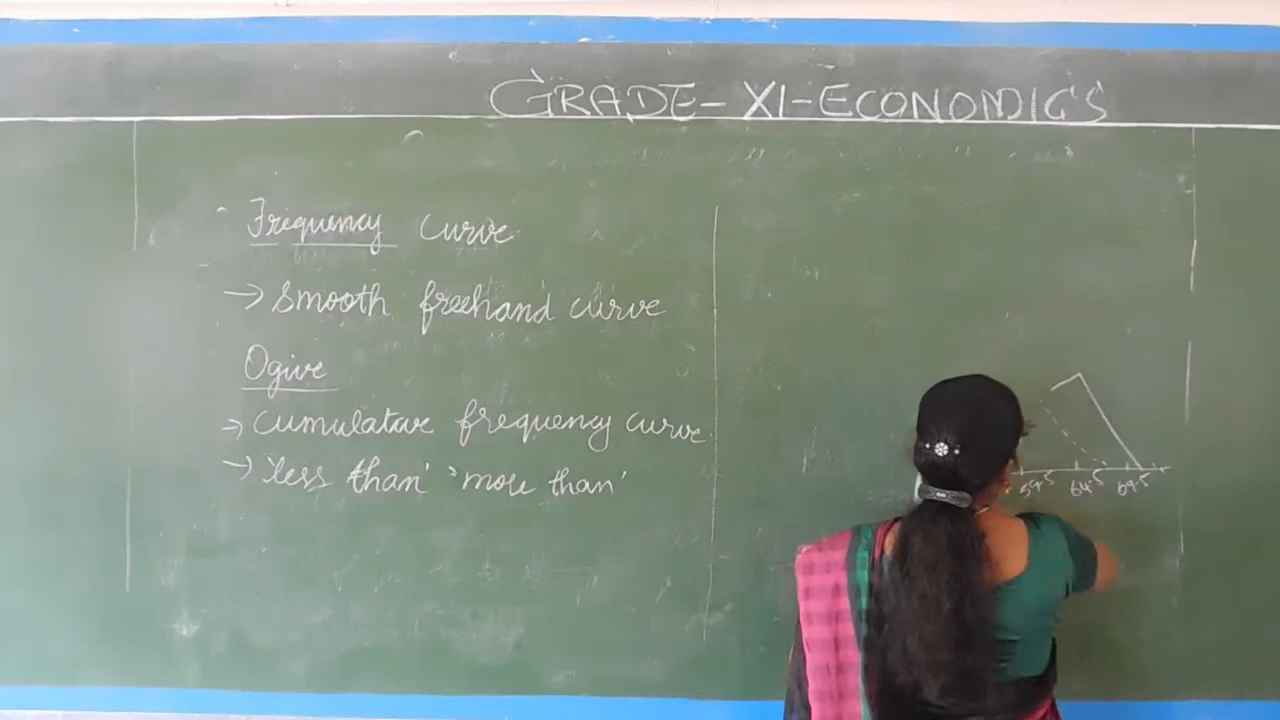 GRADE-XI-ECONOMICS
Frequency curve
→ Smooth freehand curve
Ogive
→ Cumulative frequency curve.
→ 'less than' 'more than'
59.5 64.5 69.5